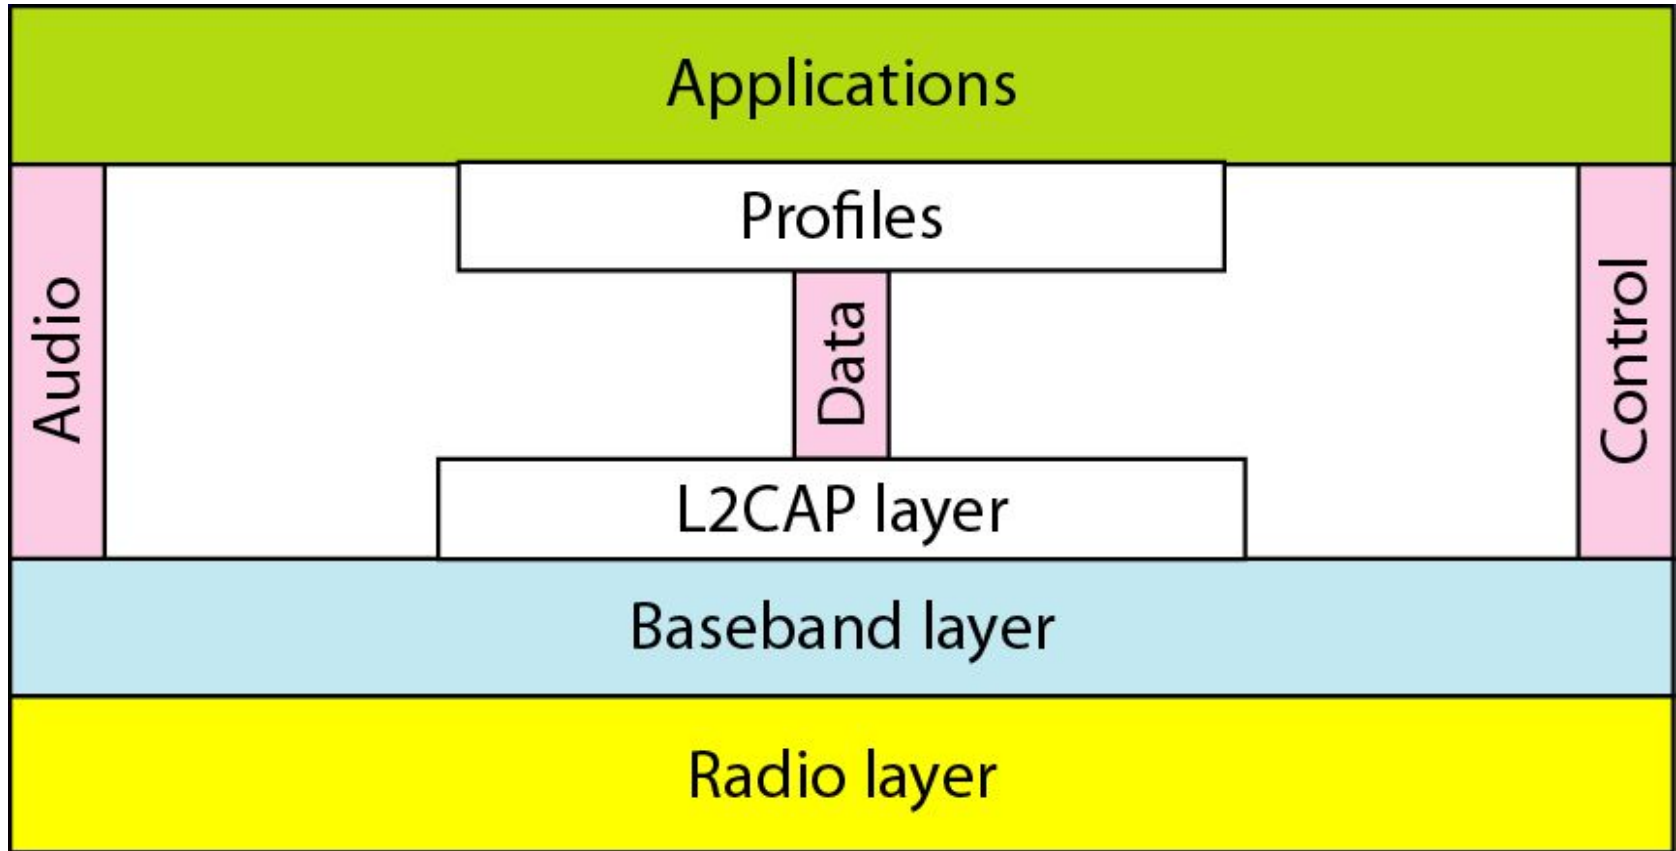 Applications
Profiles
Audio
Data
Control
L2CAP layer
Baseband layer
Radio layer